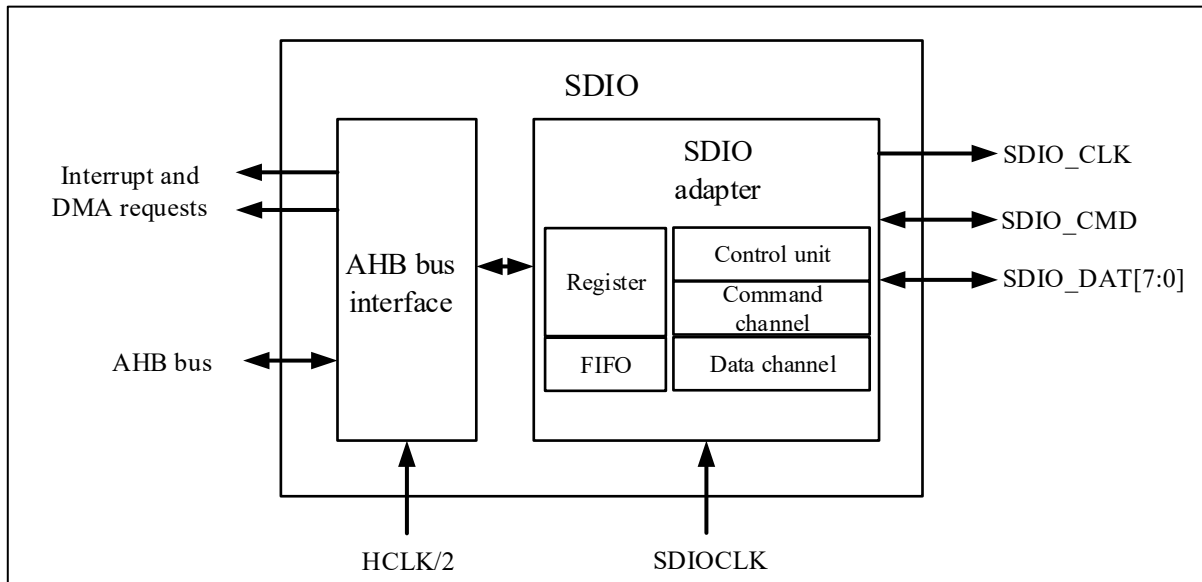 SDIO
Interrupt and
DMA requests
AHB bus
AHB bus
interface
SDIO
adapter
Register
FIFO
Control unit
Command
channel
Data channel
SDIO_CLK
SDIO_CMD
SDIO_DAT[7:0]
HCLK/2
SDIOCLK